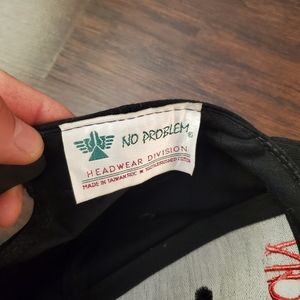 NO PROBLEM®
HEADWEAR DIVISION
MADE IN TAIWAN ROC